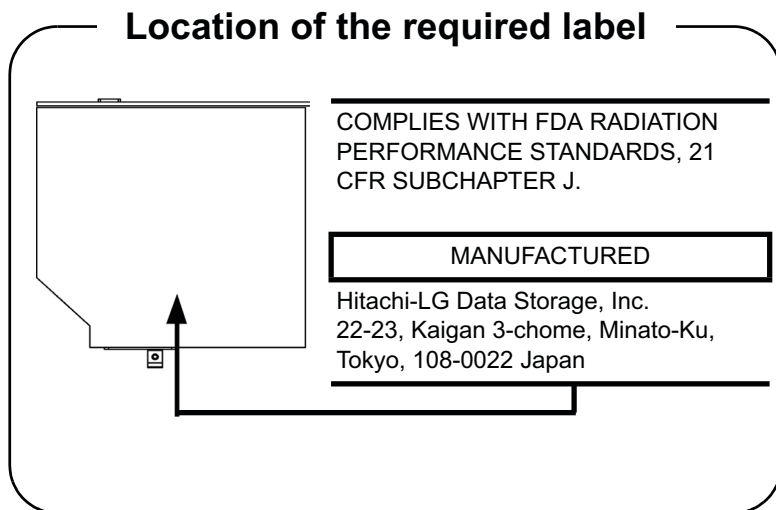 Location of the required label
COMPLIES WITH FDA RADIATION
PERFORMANCE STANDARDS, 21
CFR SUBCHAPTER J.
MANUFACTURED
Hitachi-LG Data Storage, Inc.
22-23, Kaigan 3-chome, Minato-Ku,
Tokyo, 108-0022 Japan